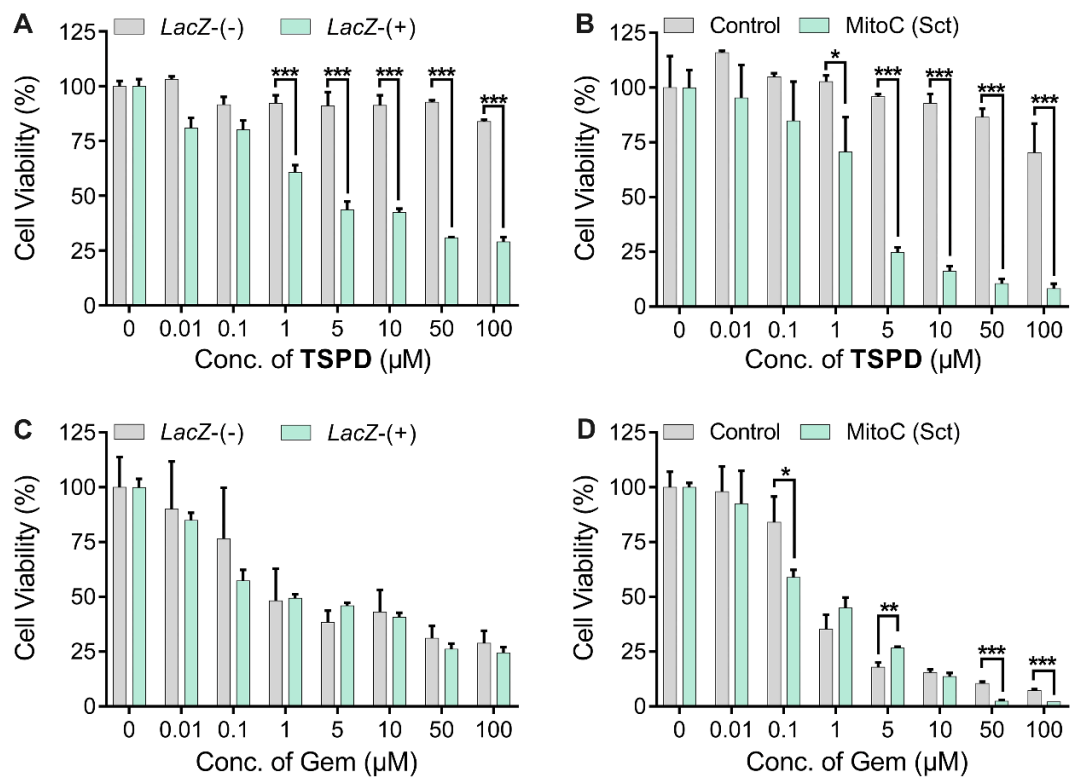 A
LacZ-(-) LacZ-(+)
Cell Viability (%)
125
100
75
50
25
0
*** *** *** *** ***
0 0.01 0.1 1 5 10 50 100
Conc. of TSPD (µM)
B
Control MitoC (Sct)
Cell Viability (%)
125
100
75
50
25
0
* *** *** *** ***
0 0.01 0.1 1 5 10 50 100
Conc. of TSPD (µM)
C
LacZ-(-) LacZ-(+)
Cell Viability (%)
125
100
75
50
25
0
0 0.01 0.1 1 5 10 50 100
Conc. of Gem (µM)
D
Control MitoC (Sct)
Cell Viability (%)
125
100
75
50
25
0
* ** *** ***
0 0.01 0.1 1 5 10 50 100
Conc. of Gem (µM)